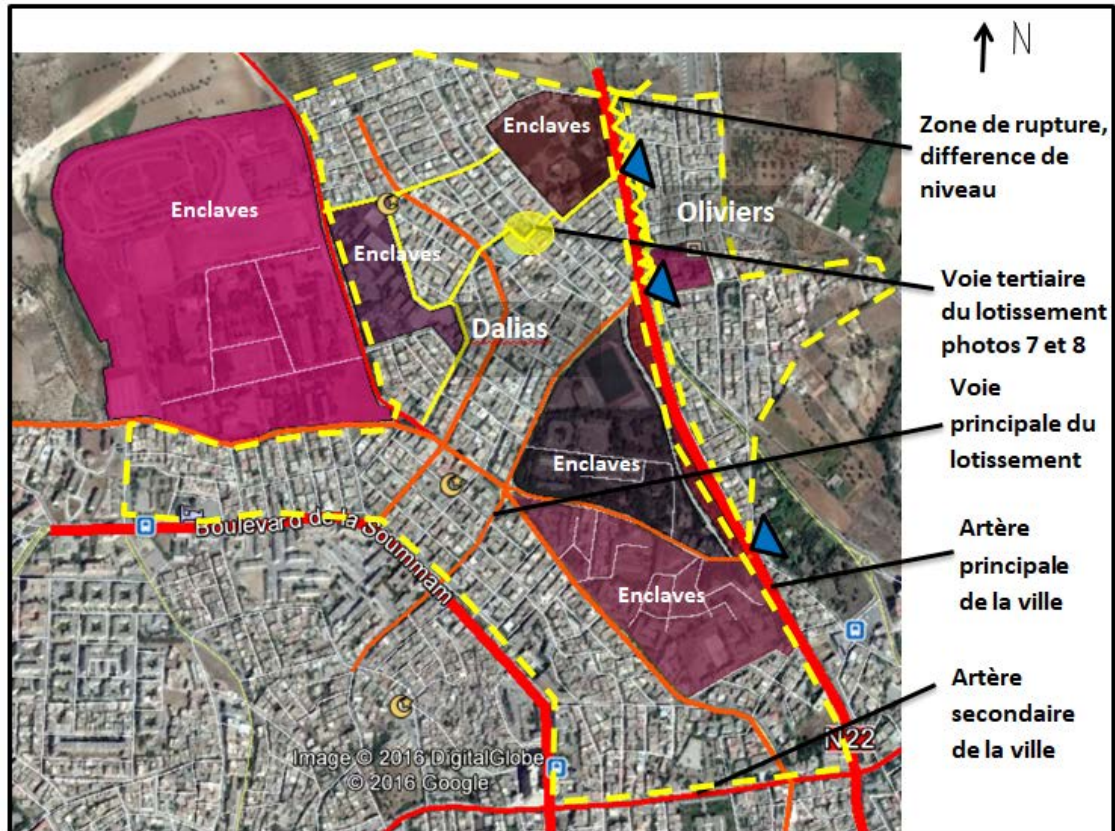 N
Enclaves
Zone de rupture,
difference de
niveau
Enclaves
Oliviers
Enclaves
Voie tertiaire
du lotissement
photos 7 et 8
Dalias
Voie
principale du
lotissement
Enclaves
Boulevard de la Soummam
Artère
principale
de la ville
Enclaves
Artère
secondaire
de la ville
N22
Image © 2016 DigitalGlobe
© 2016 Google